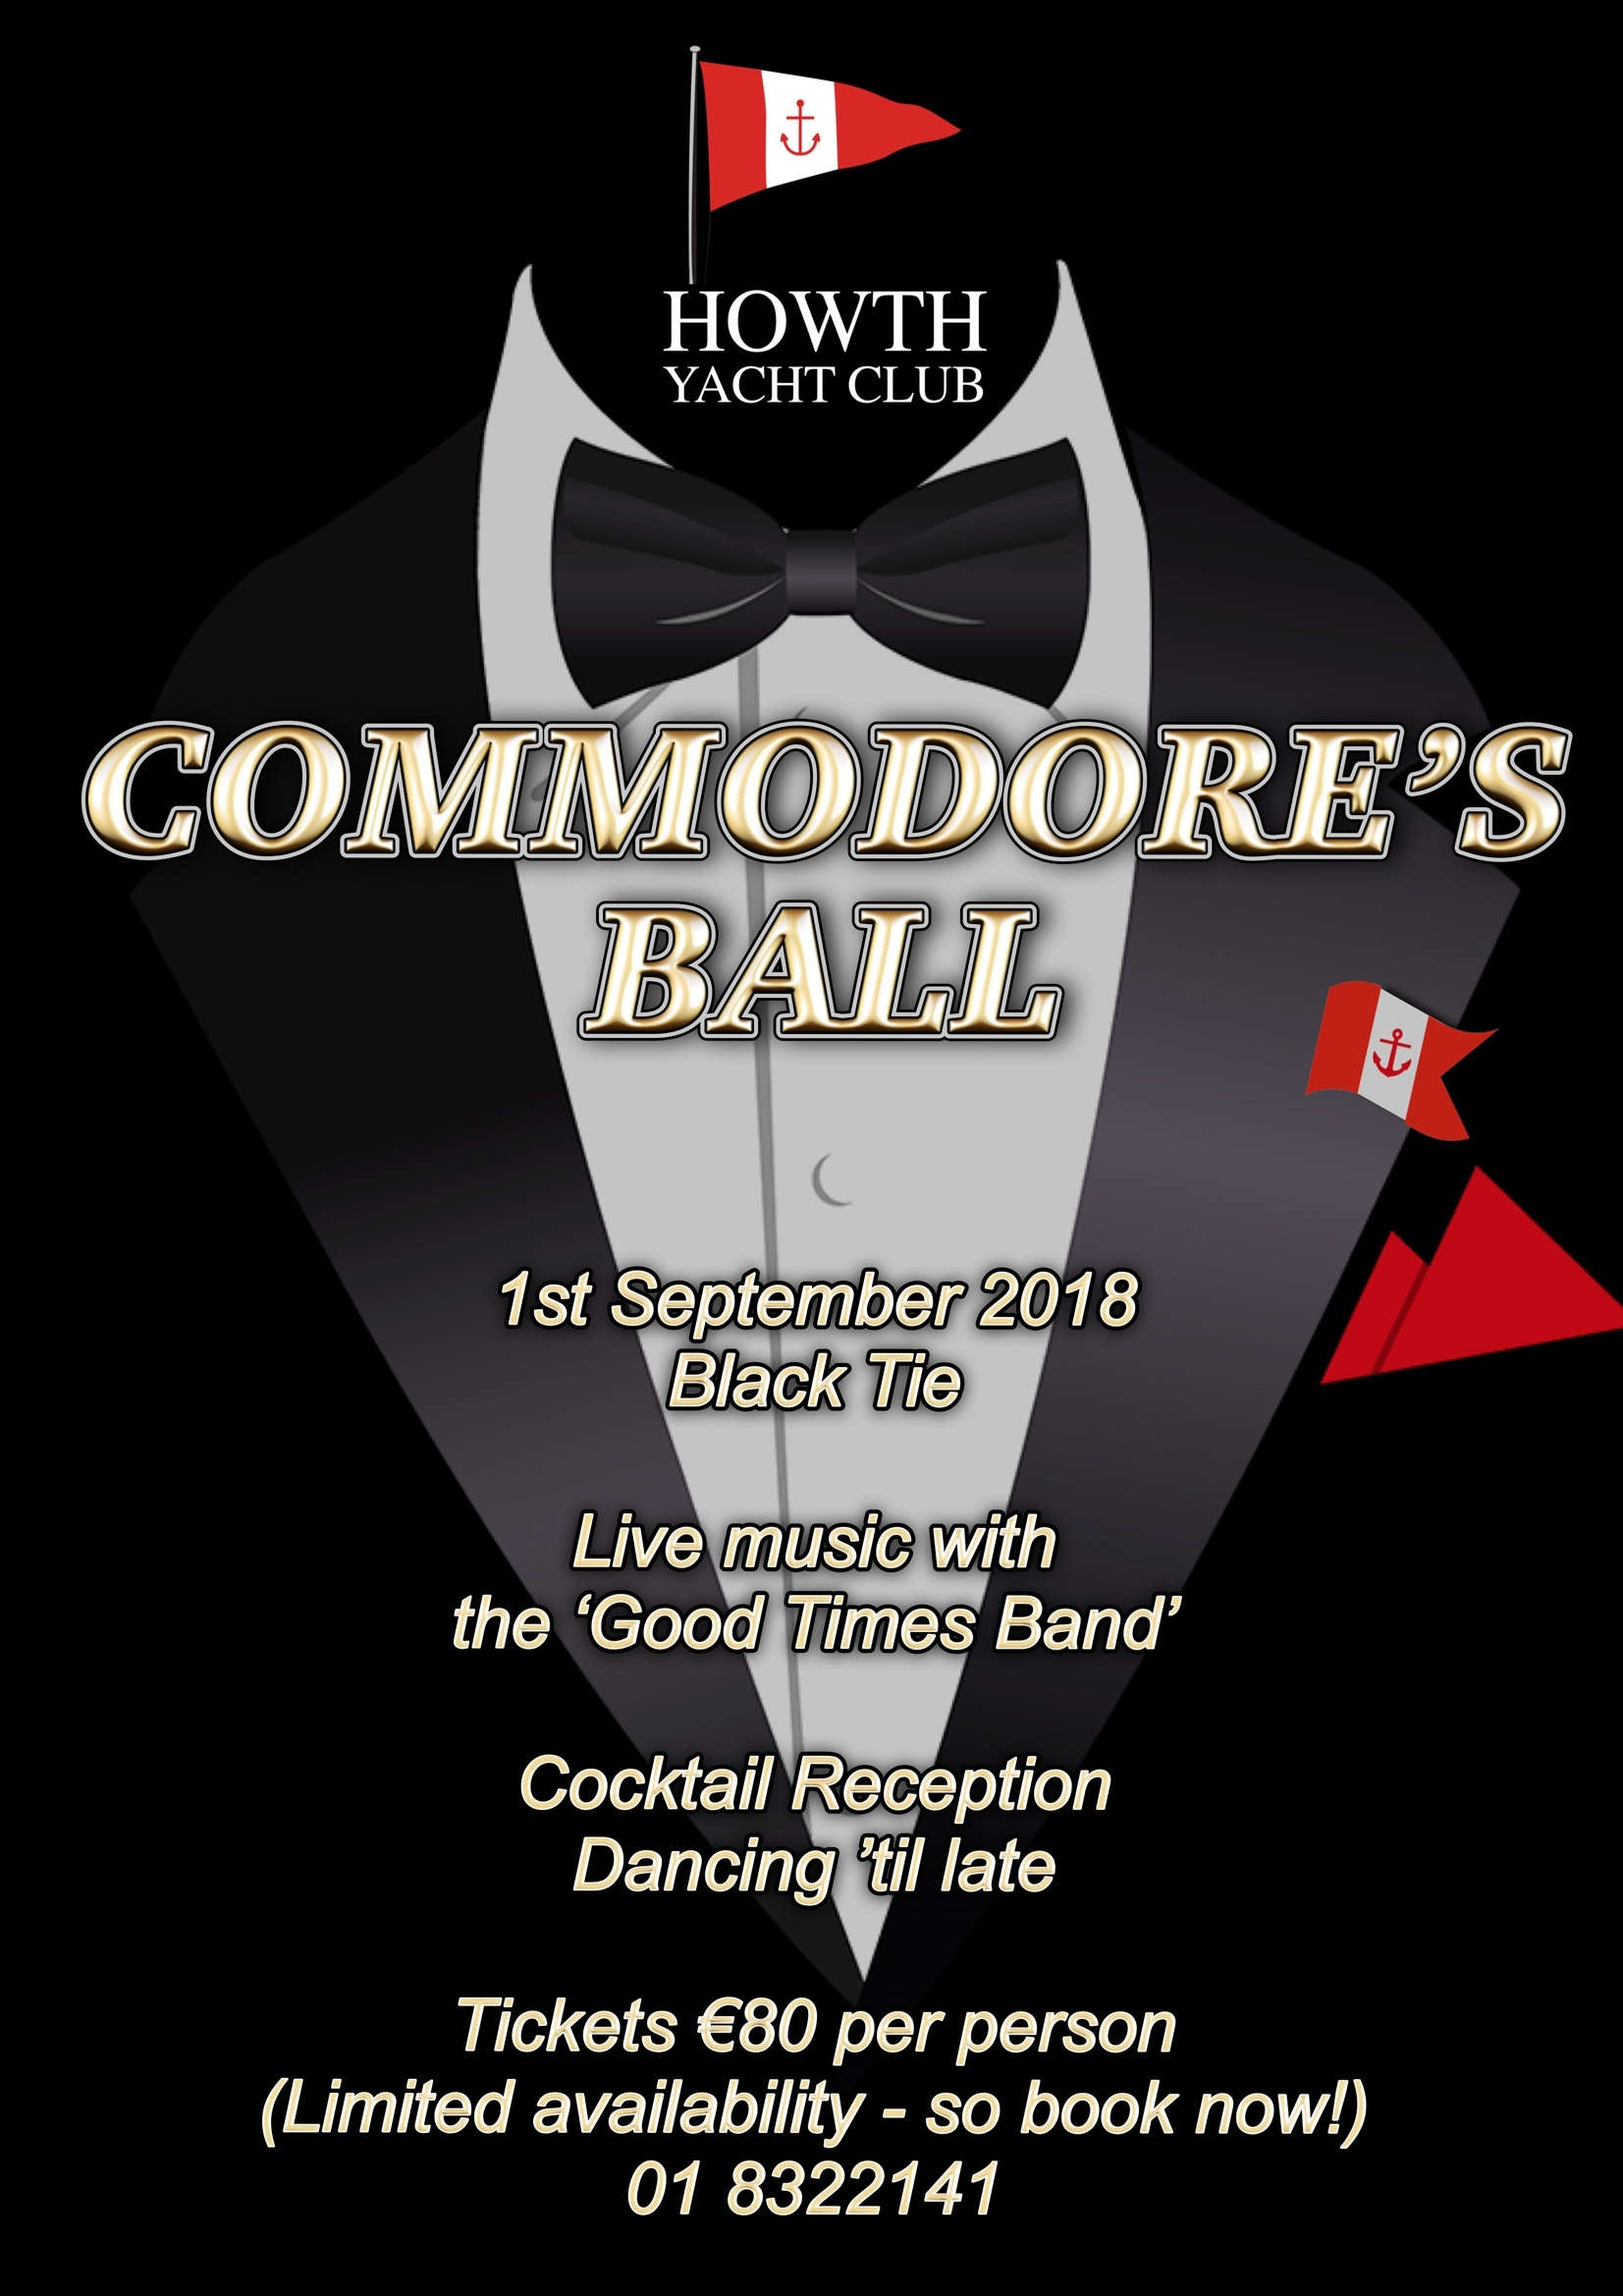 HOWTH
YACHT CLUB
COMMODORE’S
BALL
1st September 2018
Black Tie
Live music with
the ‘Good Times Band’
Cocktail Reception
Dancing ’til late
Tickets €80 per person
(Limited availability - so book now!)
01 8322141